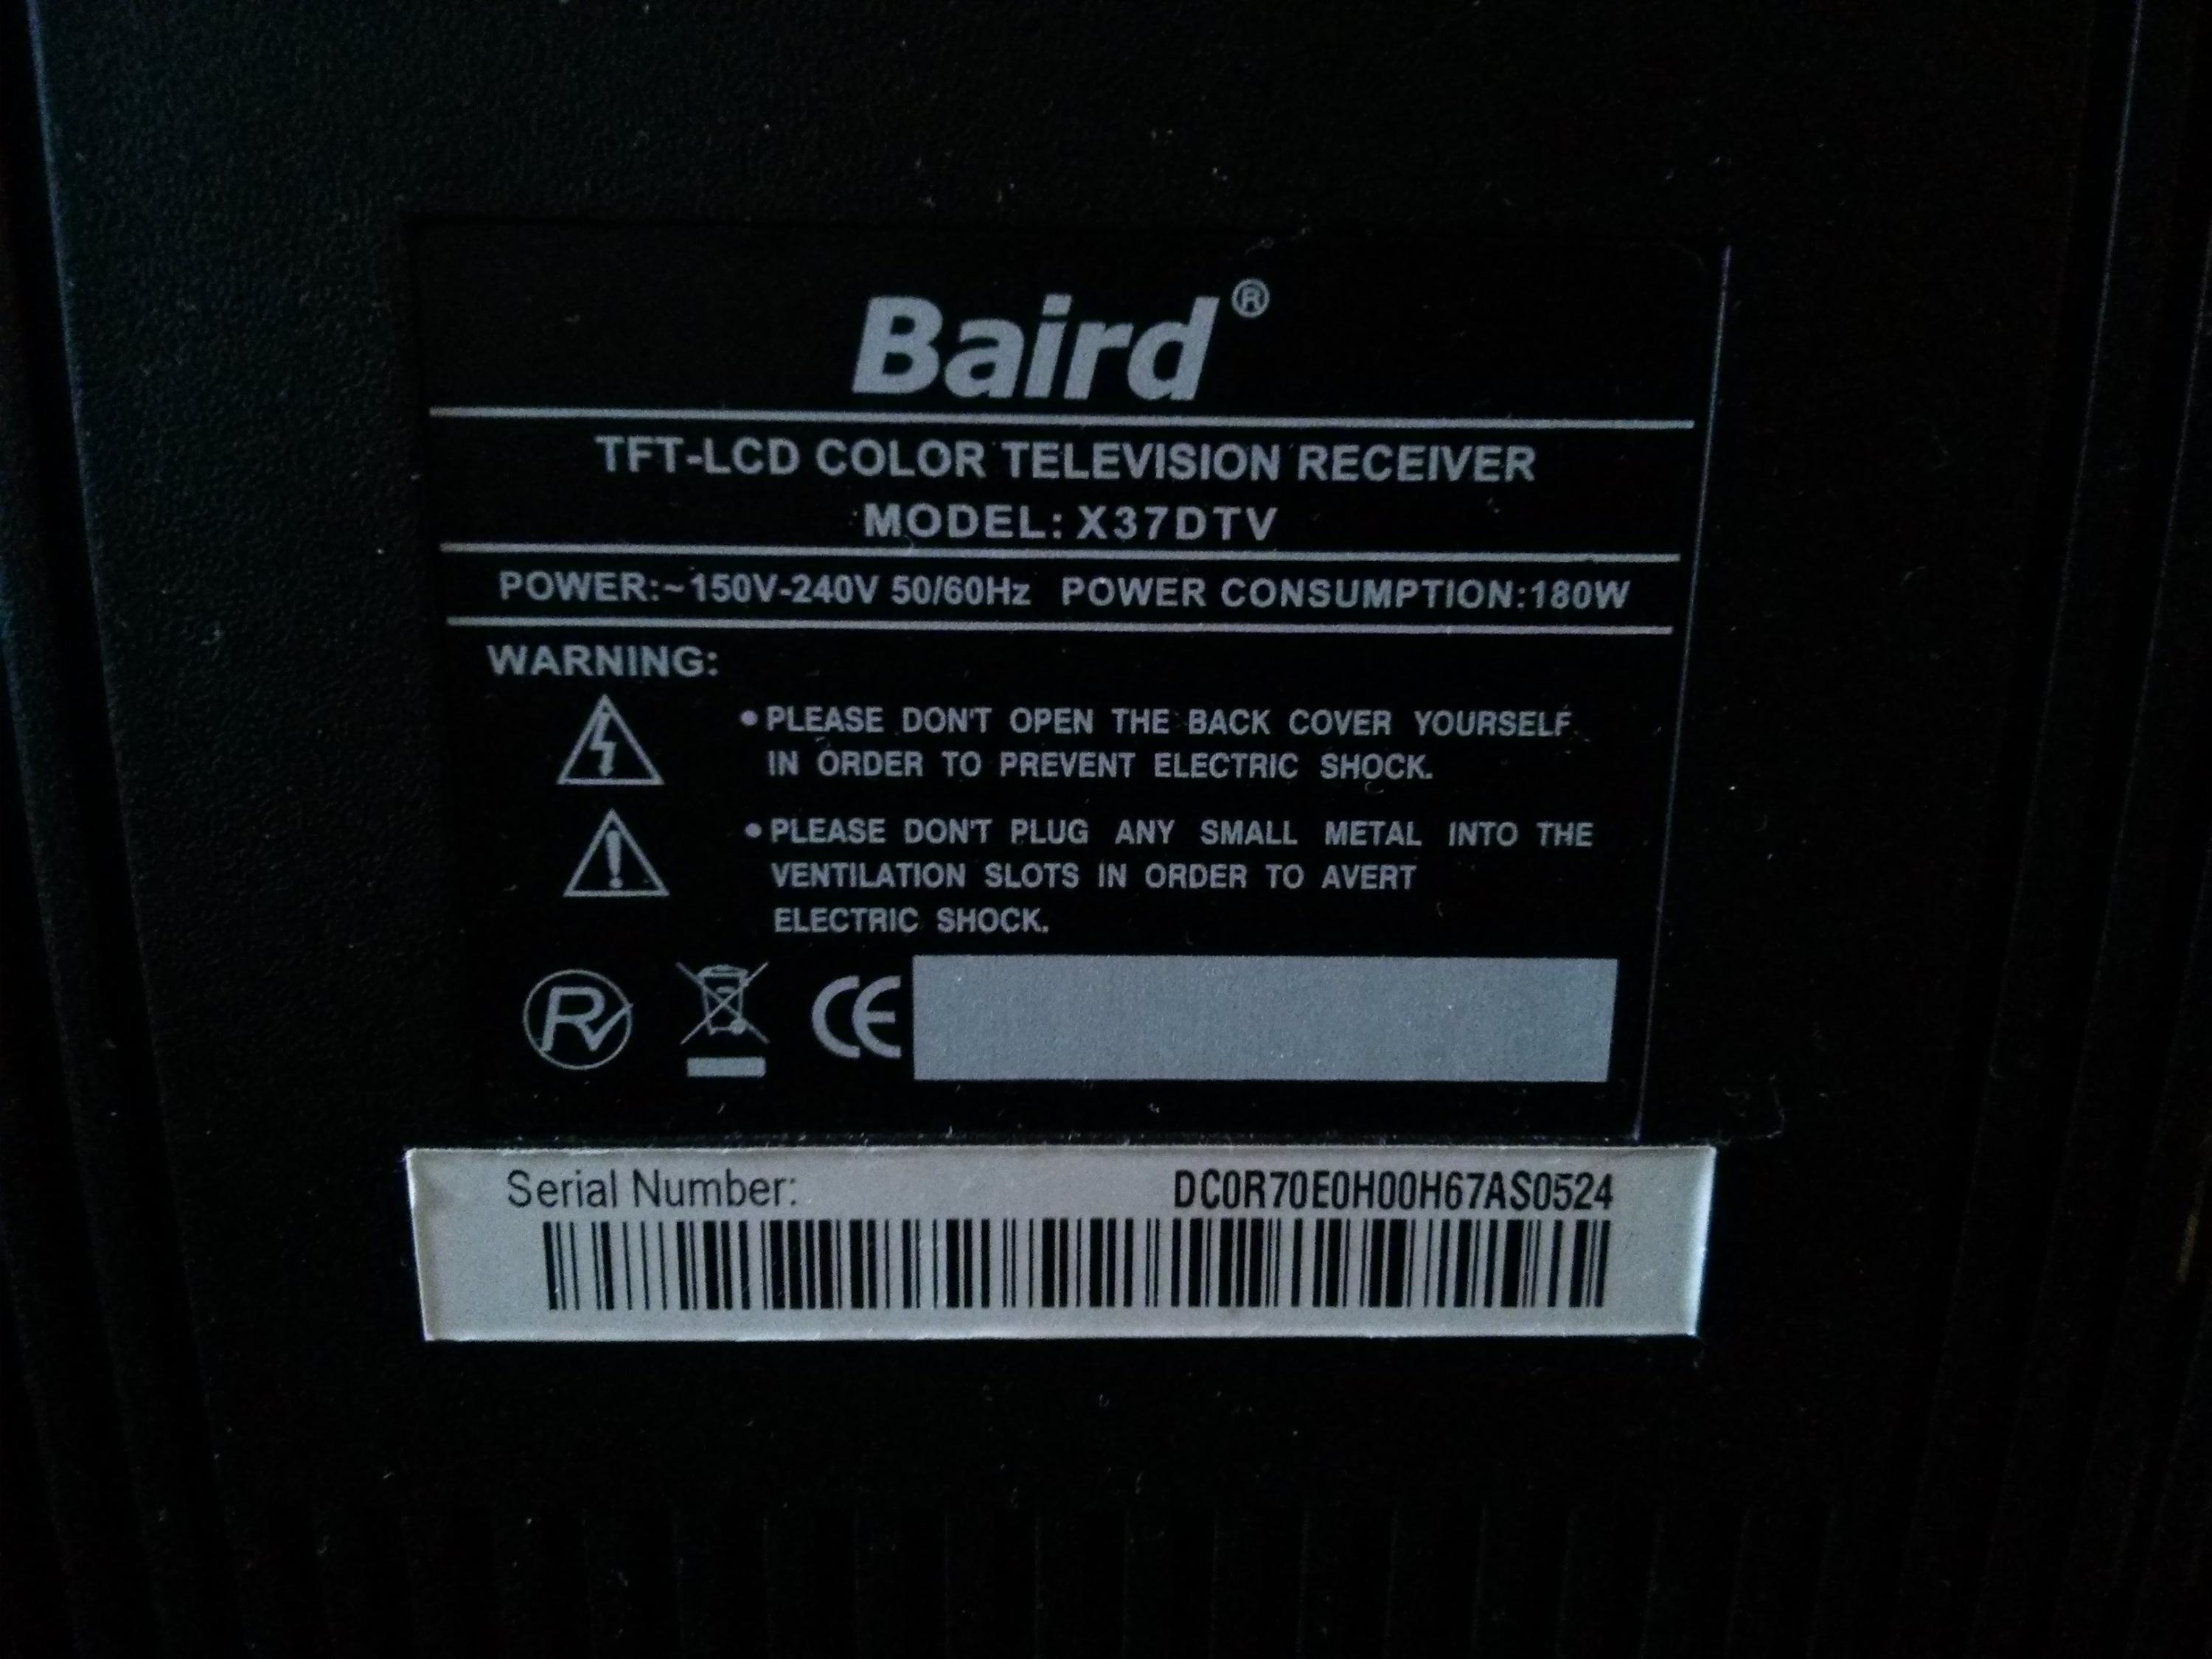 Baird®
TFT-LCD COLOR TELEVISION RECEIVER
MODEL: X37DTV
POWER:~150V-240V 50/60Hz POWER CONSUMPTION:180W
WARNING:
•PLEASE DON'T OPEN THE BACK COVER YOURSELF
IN ORDER TO PREVENT ELECTRIC SHOCK.
•PLEASE DON'T PLUG ANY SMALL METAL INTO THE
VENTILATION SLOTS IN ORDER TO AVERT
ELECTRIC SHOCK.
R CE
Serial Number: DC0R70E0H00H67AS0524